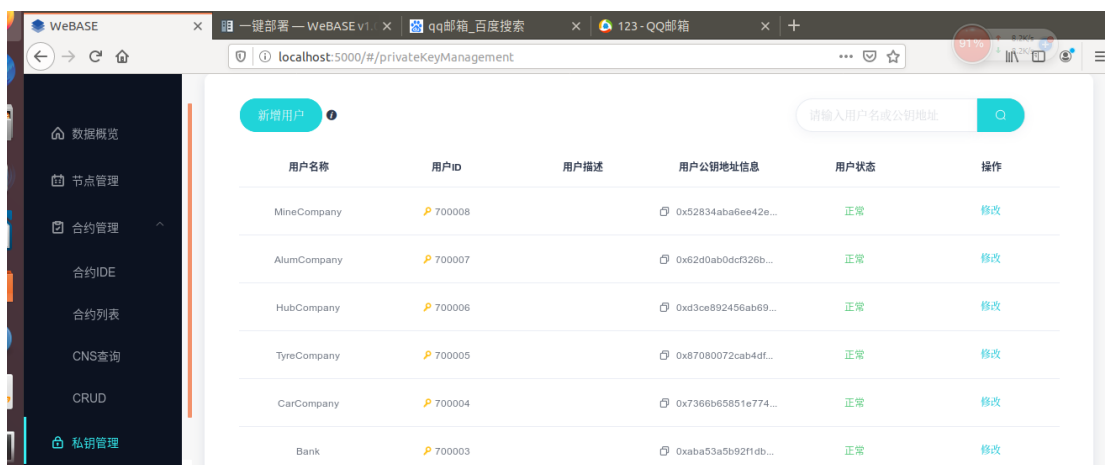 WeBASE
一键部署 — WeBASE v1.
qq邮箱_百度搜索
123 - QQ邮箱
localhost:5000/#/privateKeyManagement
91%
8.2K/s
数据概览
节点管理
合约管理
合约IDE
合约列表
CNS查询
CRUD
私钥管理
新增用户
请输入用户名或公钥地址
用户名称 用户ID 用户描述 用户公钥地址信息 用户状态 操作
MineCompany 700008 0x52834aba6ee42e... 正常 修改
AlumCompany 700007 0x62d0ab0dcf326b... 正常 修改
HubCompany 700006 0xd3ce892456ab69... 正常 修改
TyreCompany 700005 0x87080072cab4df... 正常 修改
CarCompany 700004 0x7366b65851e774... 正常 修改
Bank 700003 0xaba53a5b92f1db... 正常 修改